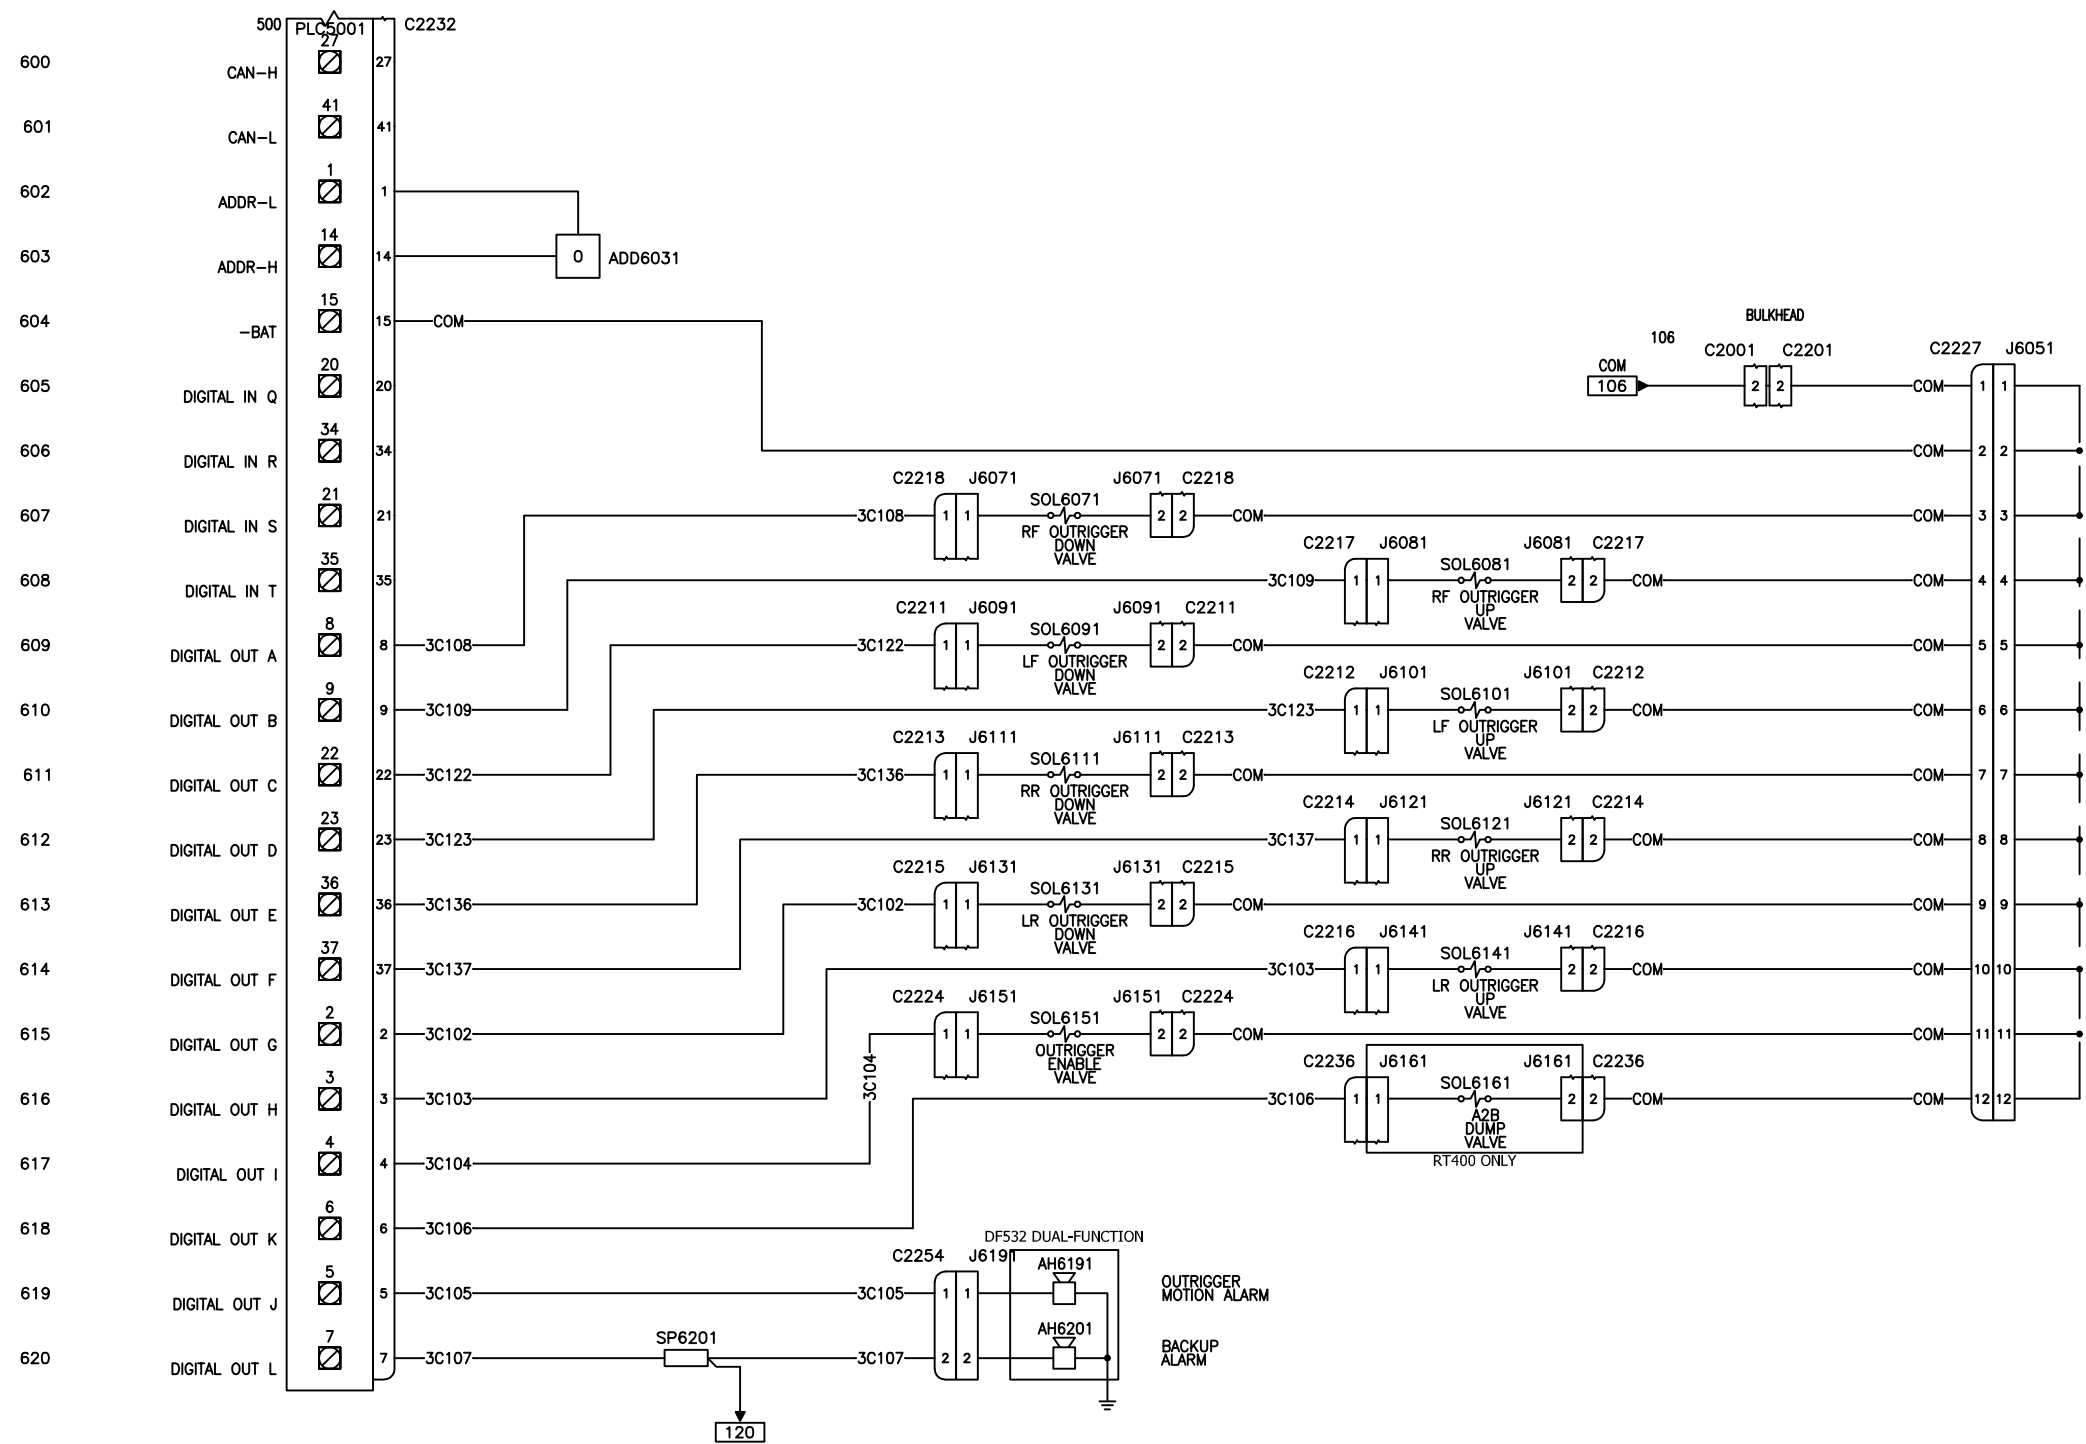 500 PLC5001 C2232
600 CAN-H 27 27
601 CAN-L 41 41
602 ADDR-L 1 1
603 ADDR-H 14 14 0 ADD6031
604 -BAT 15 15 COM
BULKHEAD
106 C2001 C2201 C2227 J6051
COM
605 DIGITAL IN Q 20 20 106 2 2 COM 1 1
606 DIGITAL IN R 34 34 COM 2 2
C2218 J6071 J6071 C2218
SOL6071
607 DIGITAL IN S 21 21 3C108 1 1 2 2 COM COM 3 3
RF OUTRIGGER
DOWN
VALVE
C2217 J6081 J6081 C2217
SOL6081
608 DIGITAL IN T 35 35 3C109 1 1 2 2 COM COM 4 4
RF OUTRIGGER
UP
VALVE
C2211 J6091 J6091 C2211
SOL6091
609 DIGITAL OUT A 8 8 3C108 3C122 1 1 2 2 COM COM 5 5
LF OUTRIGGER
DOWN
VALVE
C2212 J6101 J6101 C2212
SOL6101
610 DIGITAL OUT B 9 9 3C109 3C123 1 1 2 2 COM COM 6 6
LF OUTRIGGER
UP
VALVE
C2213 J6111 J6111 C2213
SOL6111
611 DIGITAL OUT C 22 22 3C122 3C136 1 1 2 2 COM COM 7 7
RR OUTRIGGER
DOWN
VALVE
C2214 J6121 J6121 C2214
SOL6121
612 DIGITAL OUT D 23 23 3C123 3C137 1 1 2 2 COM COM 8 8
RR OUTRIGGER
UP
VALVE
C2215 J6131 J6131 C2215
SOL6131
613 DIGITAL OUT E 36 36 3C136 3C102 1 1 2 2 COM COM 9 9
LR OUTRIGGER
DOWN
VALVE
C2216 J6141 J6141 C2216
SOL6141
614 DIGITAL OUT F 37 37 3C137 3C103 1 1 2 2 COM COM 10 10
LR OUTRIGGER
UP
VALVE
C2224 J6151 J6151 C2224
SOL6151
615 DIGITAL OUT G 2 2 3C102 1 1 2 2 COM COM 11 11
OUTRIGGER
ENABLE
VALVE
3C104
C2236 J6161 J6161 C2236
SOL6161
616 DIGITAL OUT H 3 3 3C103 3C106 1 1 2 2 COM COM 12 12
A2B
DUMP
VALVE
RT400 ONLY
617 DIGITAL OUT I 4 4 3C104
618 DIGITAL OUT K 6 6 3C106
DF532 DUAL-FUNCTION
C2254 J6191
AH6191
619 DIGITAL OUT J 5 5 3C105 3C105 1 1
OUTRIGGER
MOTION ALARM
SP6201 AH6201
620 DIGITAL OUT L 7 7 3C107 3C107 2 2
BACKUP
ALARM
120